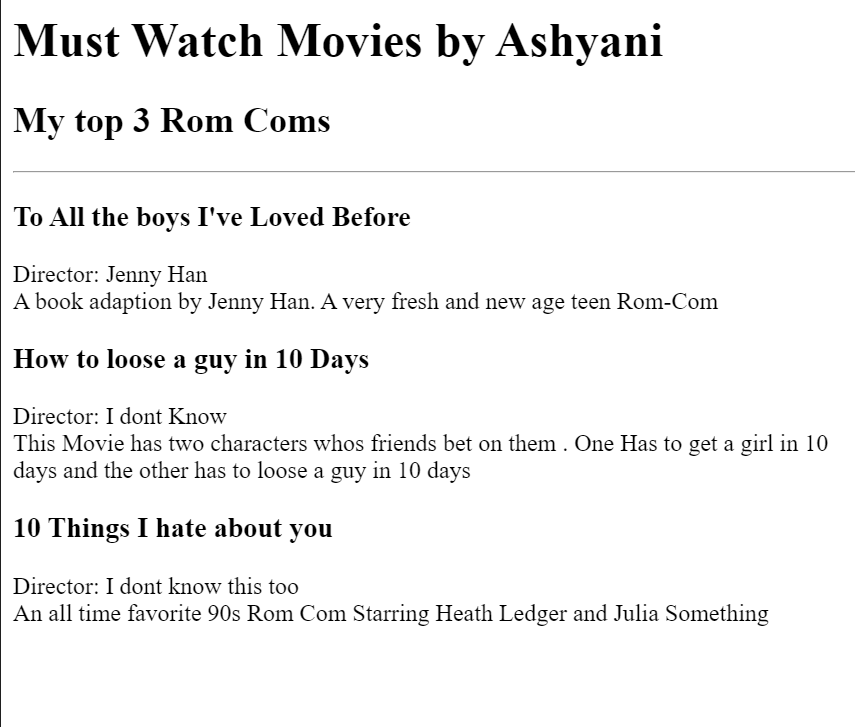 Must Watch Movies by Ashyani
My top 3 Rom Coms
To All the boys I've Loved Before
Director: Jenny Han
A book adaption by Jenny Han. A very fresh and new age teen Rom-Com
How to loose a guy in 10 Days
Director: I dont Know
This Movie has two characters whos friends bet on them . One Has to get a girl in 10
days and the other has to loose a guy in 10 days
10 Things I hate about you
Director: I dont know this too
An all time favorite 90s Rom Com Starring Heath Ledger and Julia Something